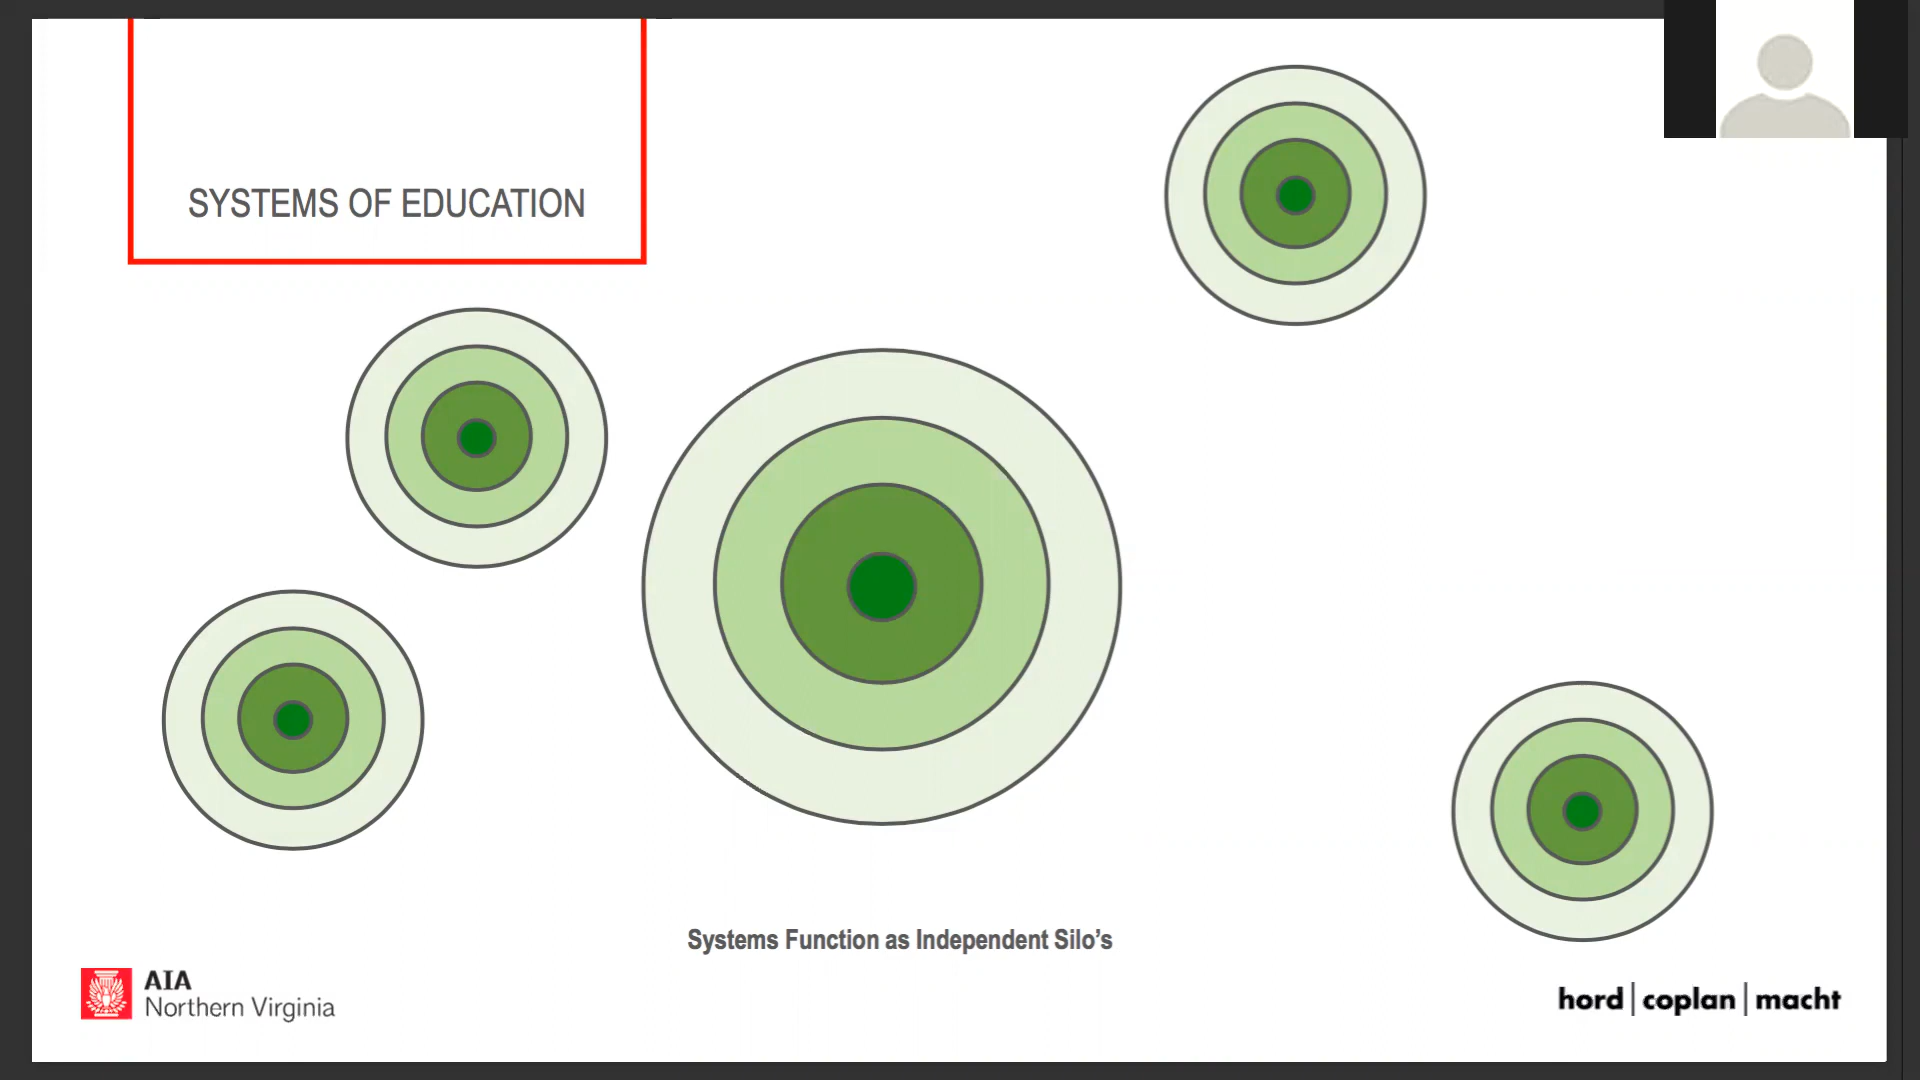 SYSTEMS OF EDUCATION
Systems Function as Independent Silo’s
AIA
Northern Virginia
hord|coplan|macht